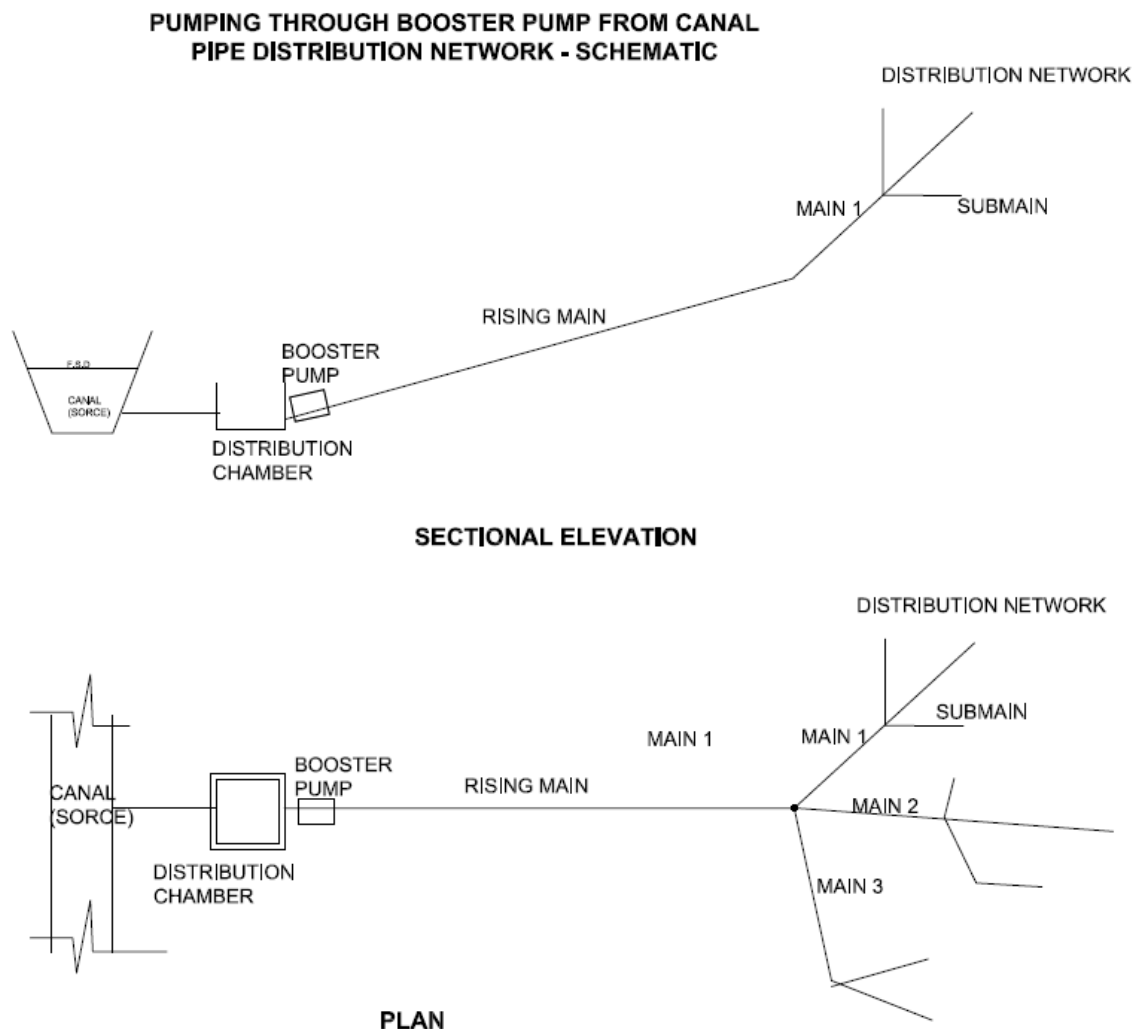 PUMPING THROUGH BOOSTER PUMP FROM CANAL
PIPE DISTRIBUTION NETWORK - SCHEMATIC
DISTRIBUTION NETWORK
MAIN 1
SUBMAIN
RISING MAIN
BOOSTER
PUMP
F.S.D
CANAL
(SORCE)
DISTRIBUTION
CHAMBER
SECTIONAL ELEVATION
DISTRIBUTION NETWORK
SUBMAIN
MAIN 1
MAIN 1
BOOSTER
PUMP
RISING MAIN
CANAL
(SORCE)
MAIN 2
DISTRIBUTION
CHAMBER
MAIN 3
PLAN